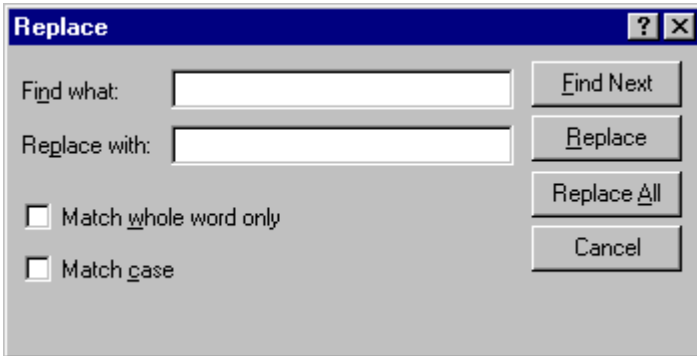 Replace
Find what:
Find Next
Replace with:
Replace
Replace All
Match whole word only
Cancel
Match case